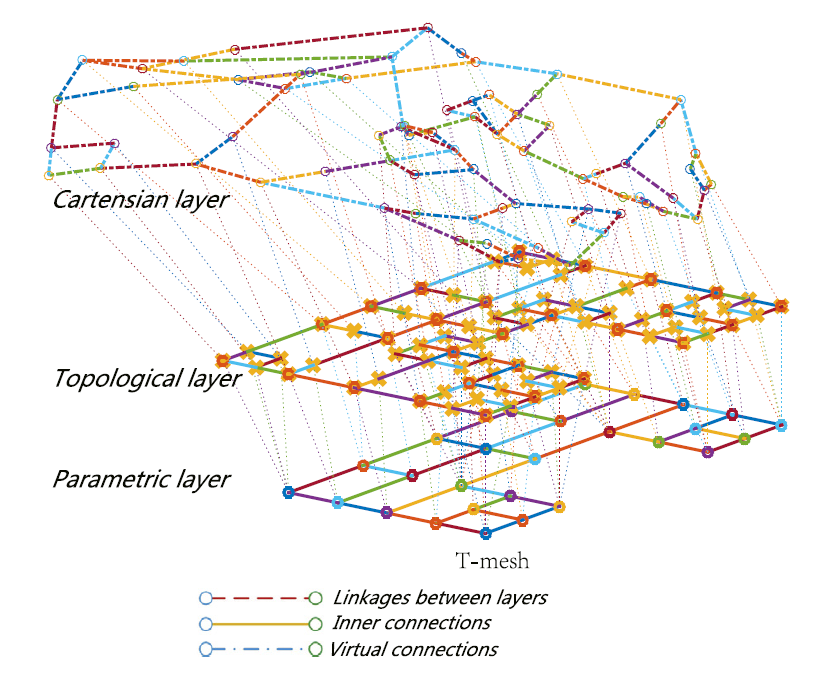 Cartensian layer
Topological layer
Parametric layer
T-mesh
Linkages between layers
Inner connections
Virtual connections